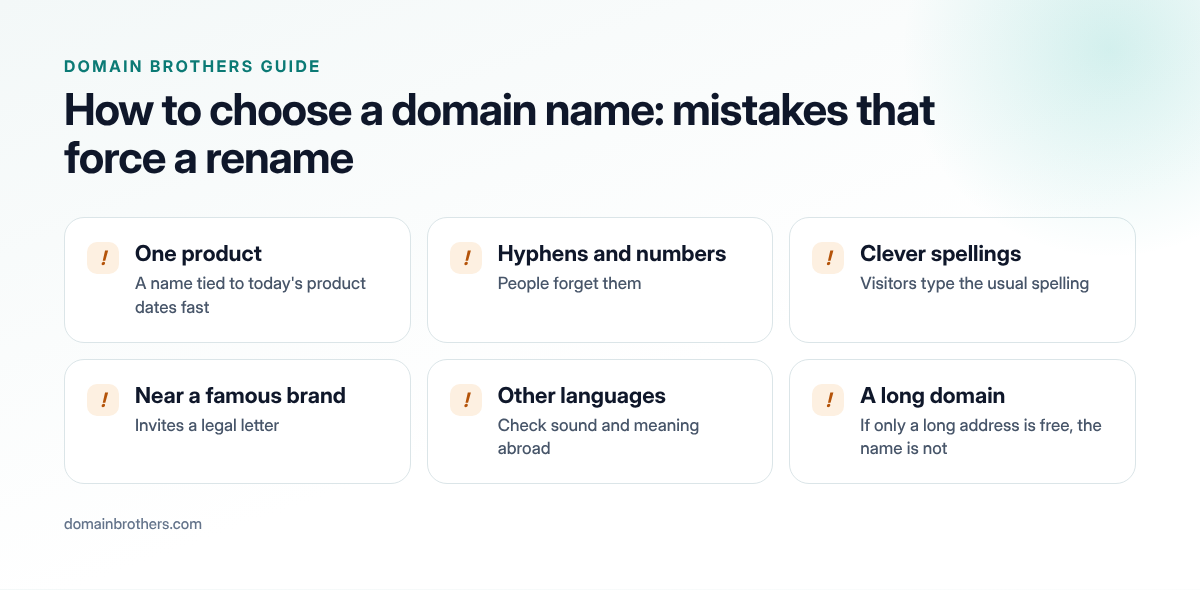 DOMAIN BROTHERS GUIDE
How to choose a domain name: mistakes that
force a rename
! One product
A name tied to today's product
dates fast
! Hyphens and numbers
People forget them
! Clever spellings
Visitors type the usual spelling
! Near a famous brand
Invites a legal letter
! Other languages
Check sound and meaning
abroad
! A long domain
If only a long address is free, the
name is not
domainbrothers.com